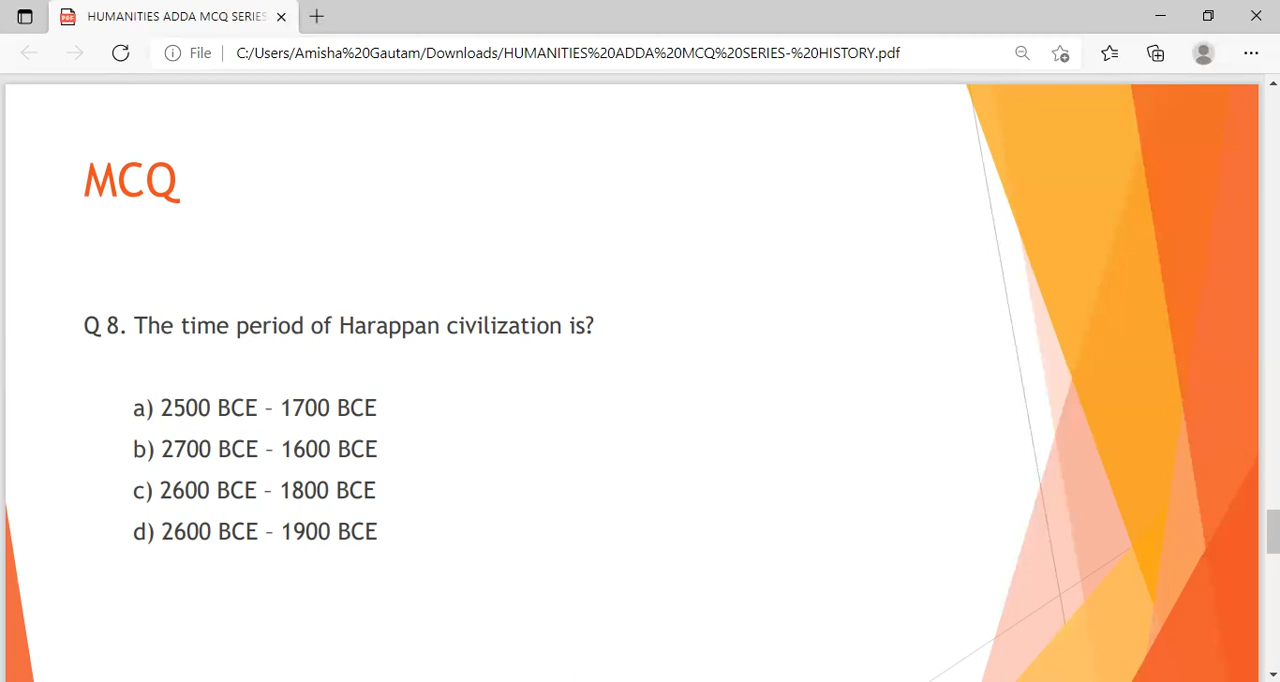 HUMANITIES ADDA MCQ SERIES
File
C:/Users/Amisha%20Gautam/Downloads/HUMANITIES%20ADDA%20MCQ%20SERIES-%20HISTORY.pdf
MCQ
Q 8. The time period of Harappan civilization is?
a) 2500 BCE - 1700 BCE
b) 2700 BCE - 1600 BCE
c) 2600 BCE - 1800 BCE
d) 2600 BCE - 1900 BCE